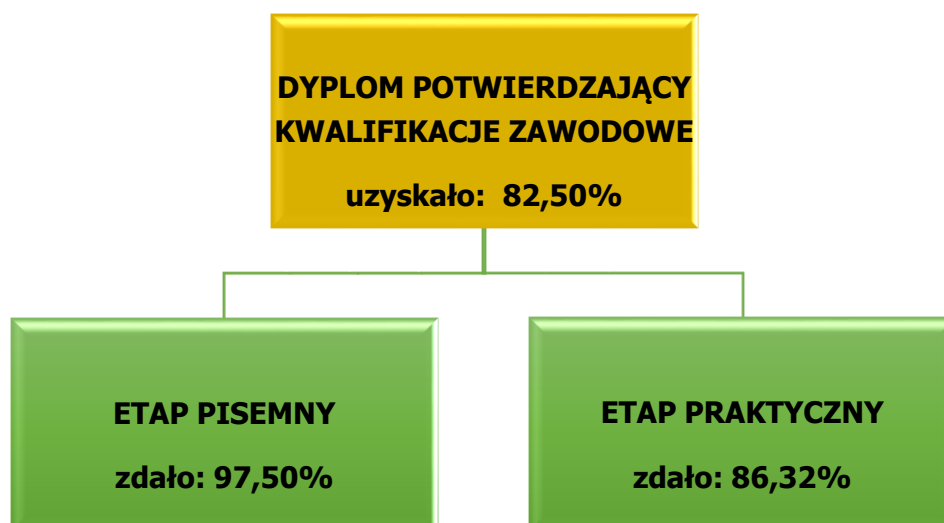 DYPLOM POTWIERDZAJĄCY
KWALIFIKACJE ZAWODOWE
uzyskało: 82,50%
ETAP PISEMNY
zdało: 97,50%
ETAP PRAKTYCZNY
zdało: 86,32%